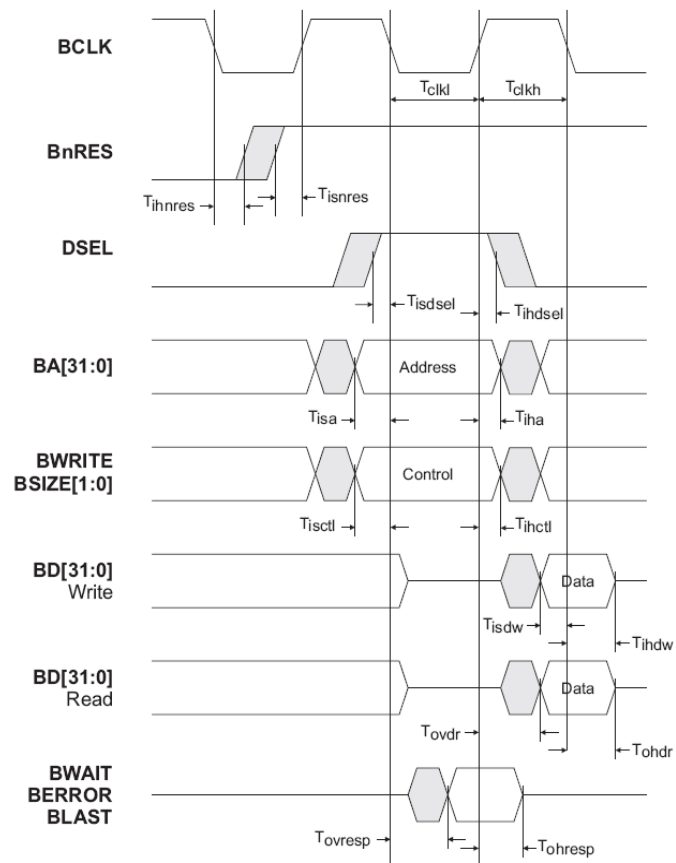 BCLK
Tclkl
Tclkh
BnRES
Tihnres
Tisnres
DSEL
Tisdsel
Tihdsel
BA[31:0]
Address
Tisa
Tiha
BWRITE
BSIZE[1:0]
Control
Tisctl
Tihctl
BD[31:0]
Write
Data
Tisdw
Tihdw
BD[31:0]
Read
Data
Tovdr
Tohdr
BWAIT
BERROR
BLAST
Tovresp
Tohresp